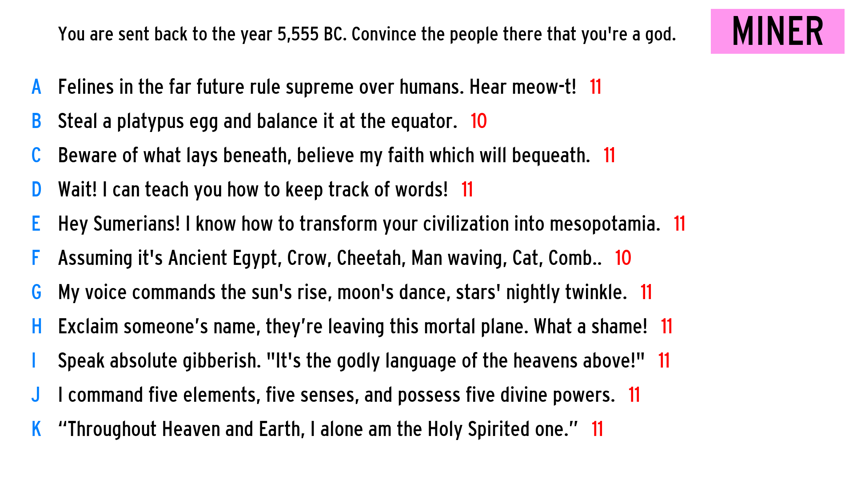 You are sent back to the year 5,555 BC. Convince the people there that you're a god.
MINER
A Felines in the far future rule supreme over humans. Hear meow-t! 11
B Steal a platypus egg and balance it at the equator. 10
C Beware of what lays beneath, believe my faith which will bequeath. 11
D Wait! I can teach you how to keep track of words! 11
E Hey Sumerians! I know how to transform your civilization into mesopotamia. 11
F Assuming it's Ancient Egypt, Crow, Cheetah, Man waving, Cat, Comb.. 10
G My voice commands the sun's rise, moon's dance, stars' nightly twinkle. 11
H Exclaim someone’s name, they’re leaving this mortal plane. What a shame! 11
I Speak absolute gibberish. "It's the godly language of the heavens above!" 11
J I command five elements, five senses, and possess five divine powers. 11
K “Throughout Heaven and Earth, I alone am the Holy Spirited one.” 11